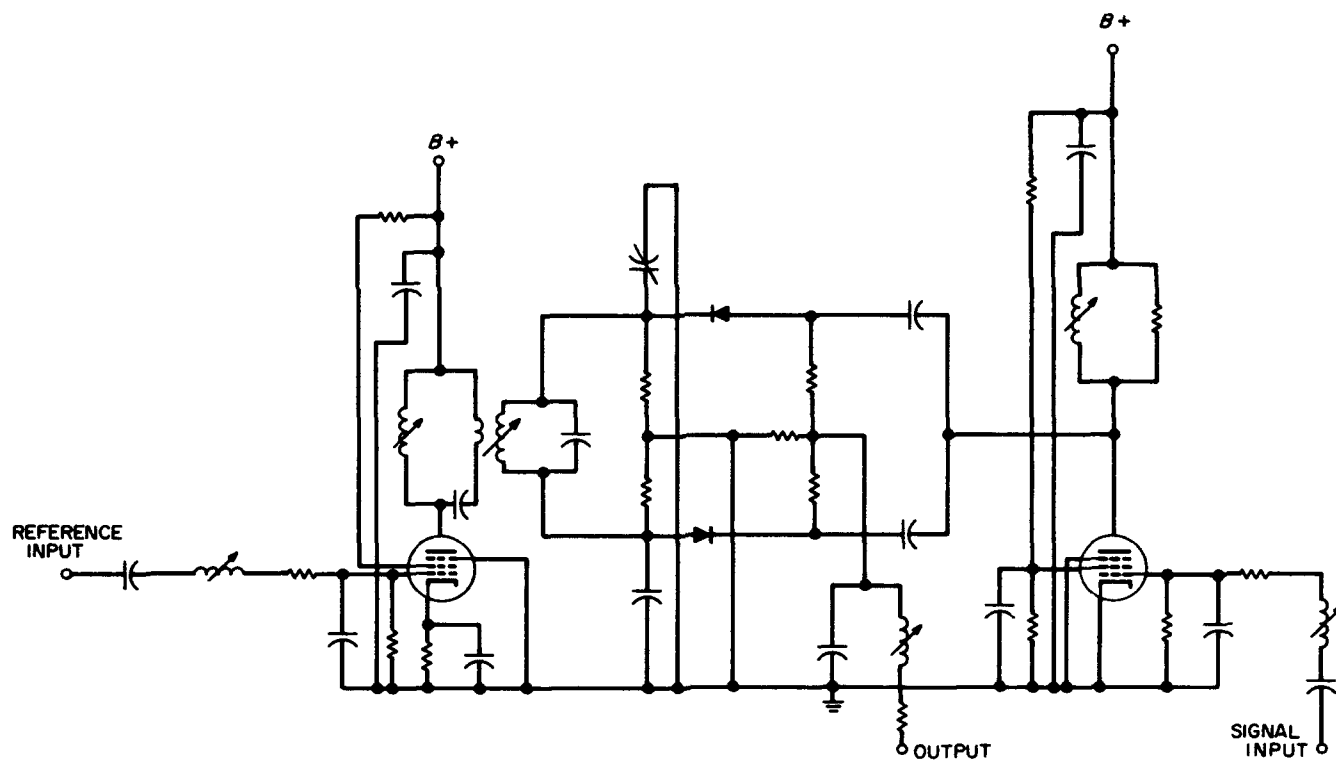 B+
B+
REFERENCE
INPUT
OUTPUT
SIGNAL
INPUT